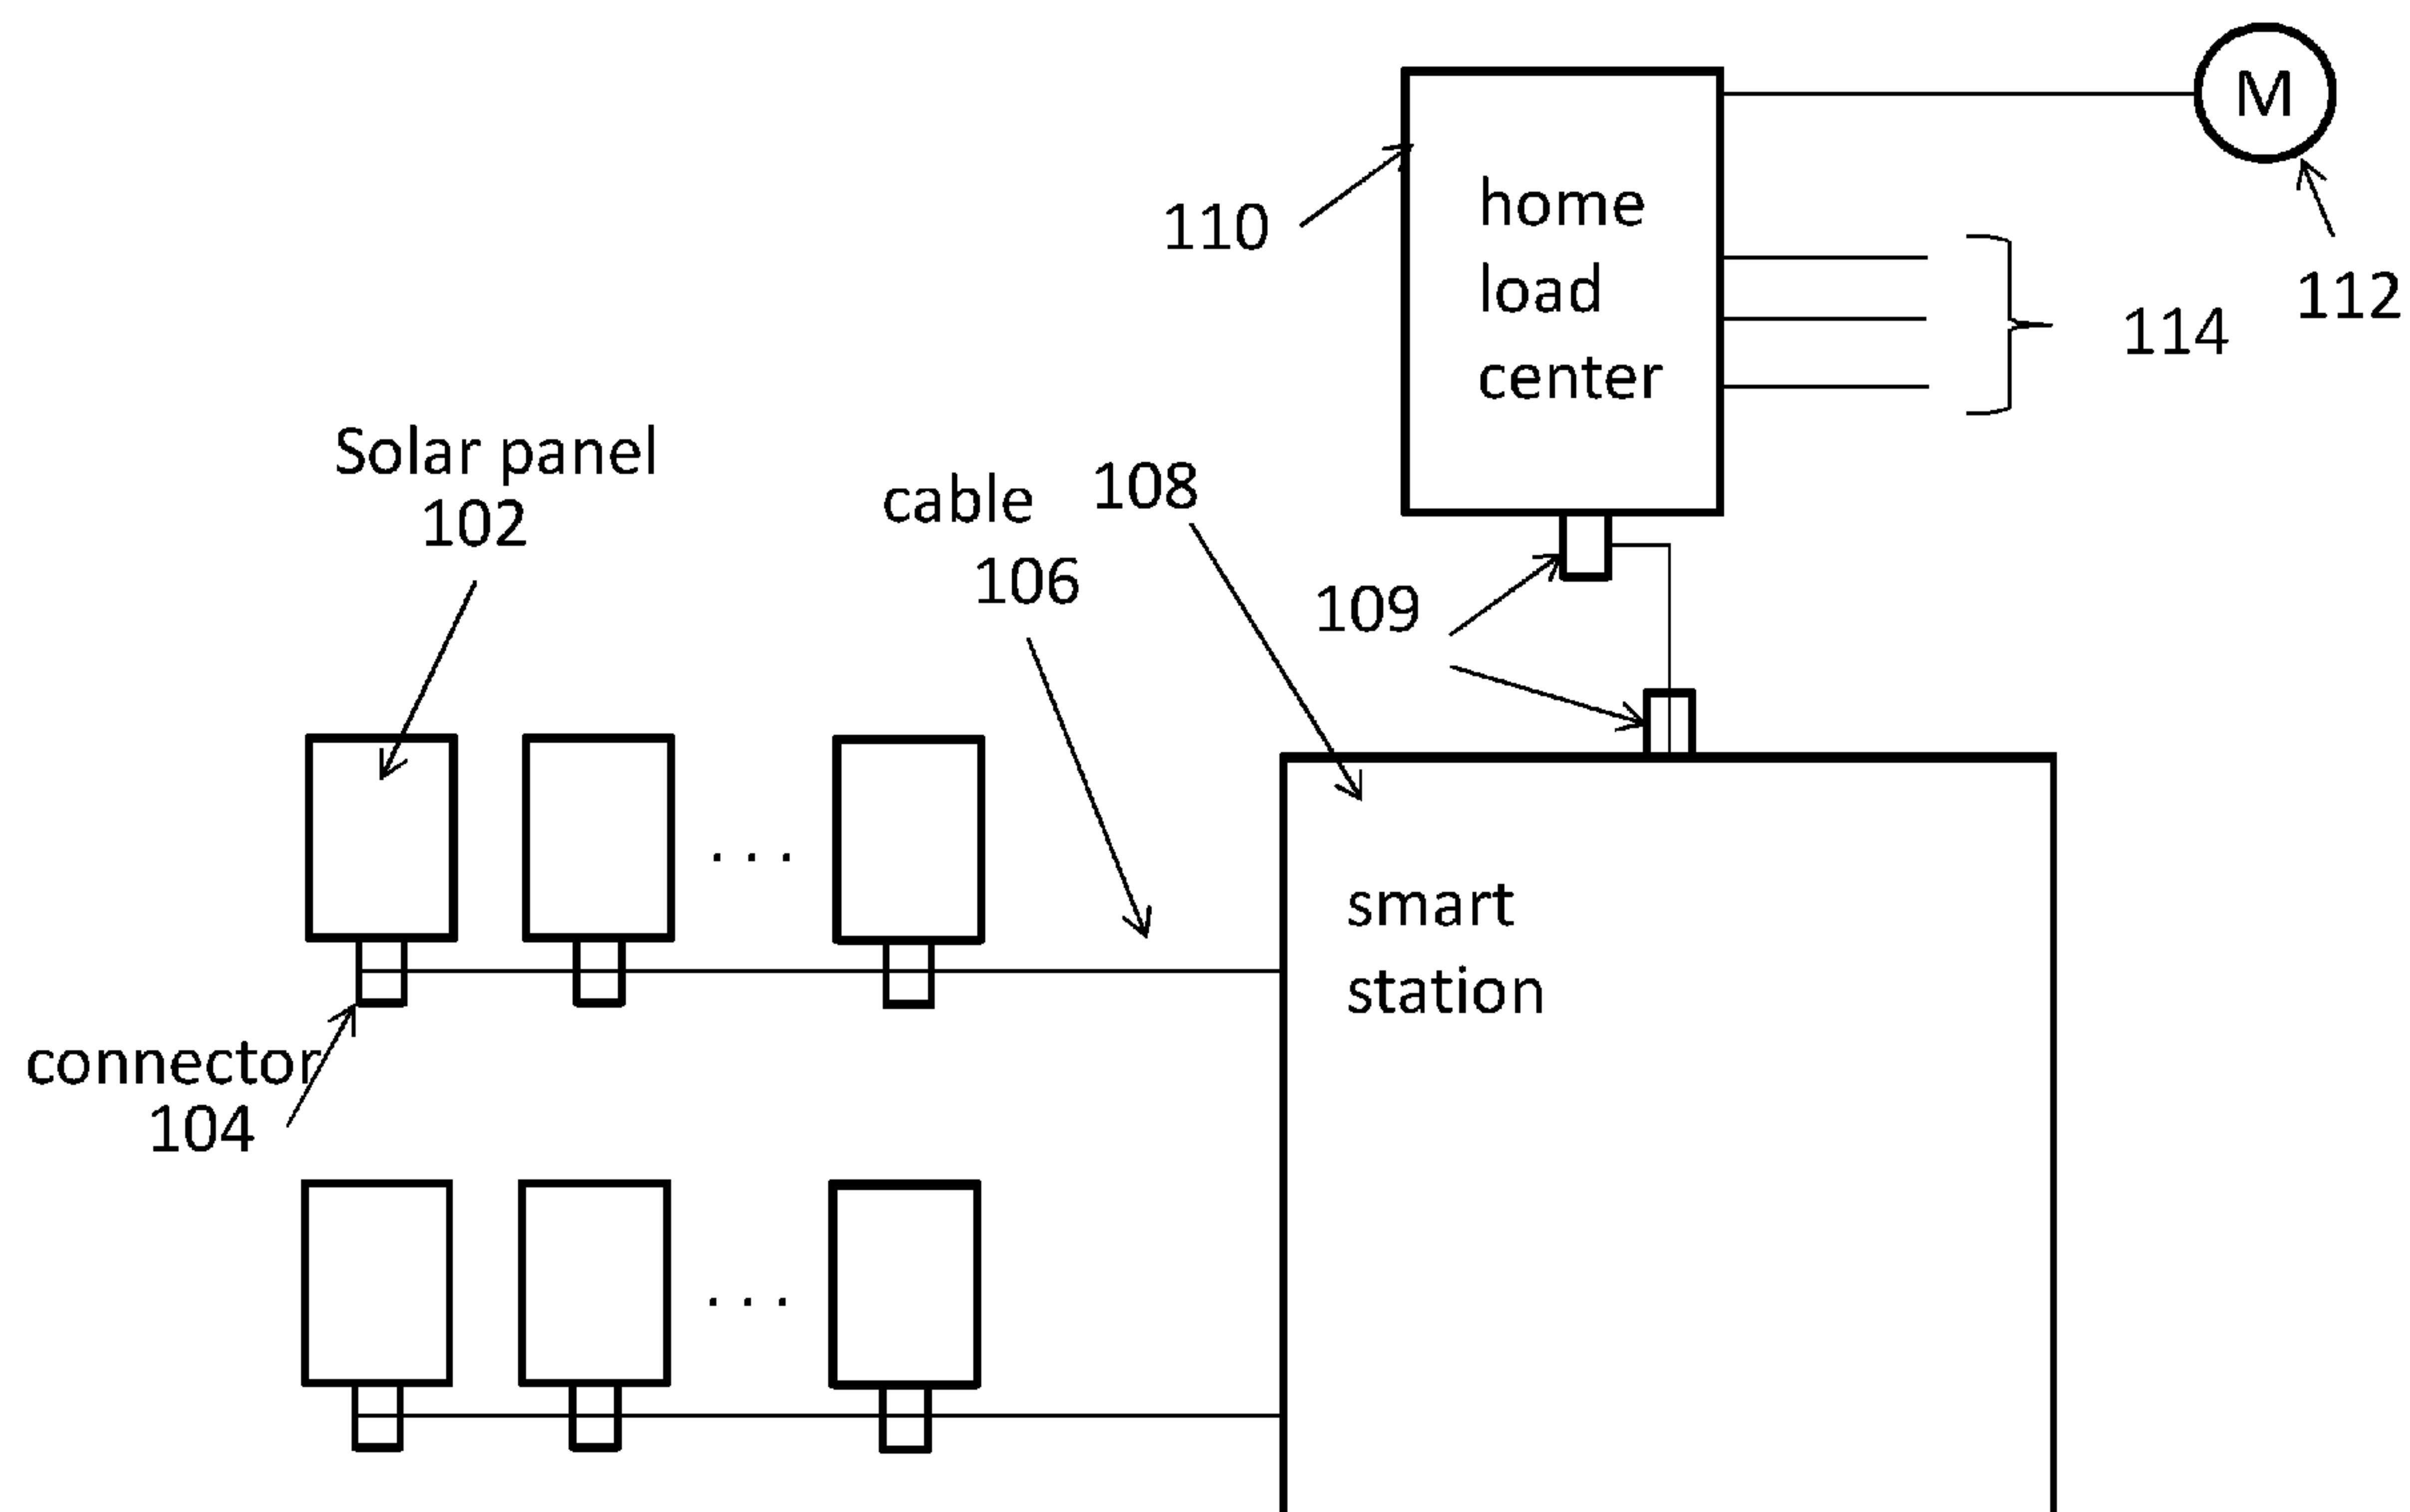 M
110
home
load
center
112
114
Solar panel
102
cable
106
108
109
smart
station
connector
104
. . .
. . .